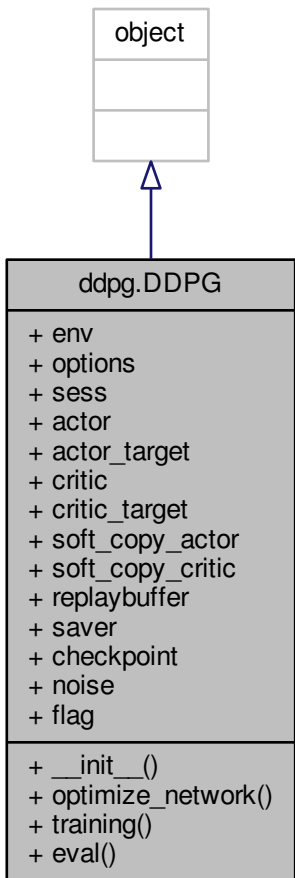 object
ddpg.DDPG
+ env
+ options
+ sess
+ actor
+ actor_target
+ critic
+ critic_target
+ soft_copy_actor
+ soft_copy_critic
+ replaybuffer
+ saver
+ checkpoint
+ noise
+ flag
+ __init__()
+ optimize_network()
+ training()
+ eval()